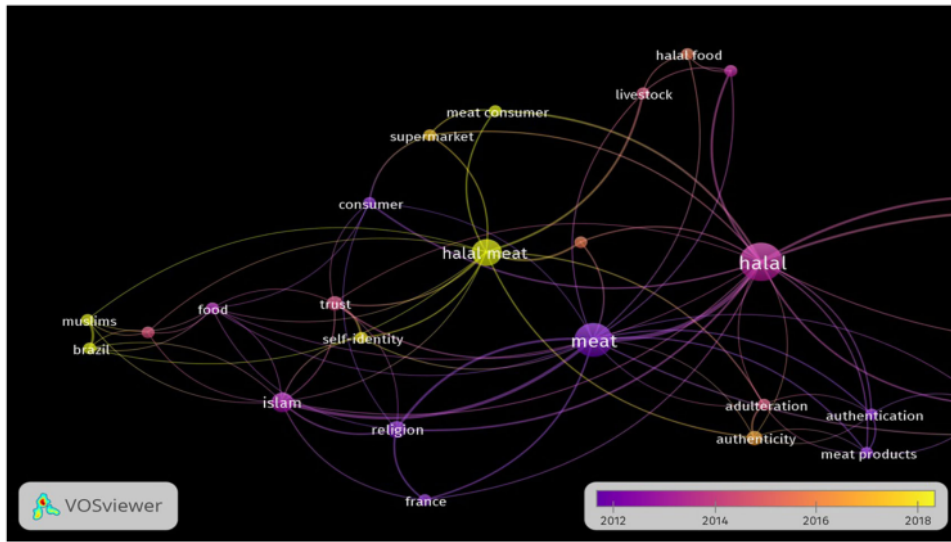 halal food
livestock
meat consumer
supermarket
consumer
halal meat
halal
muslims
food
trust
self-identity
brazil
meat
islam
religion
adulteration
authentication
authenticity
meat products
france
VOSviewer
2012 2014 2016 2018